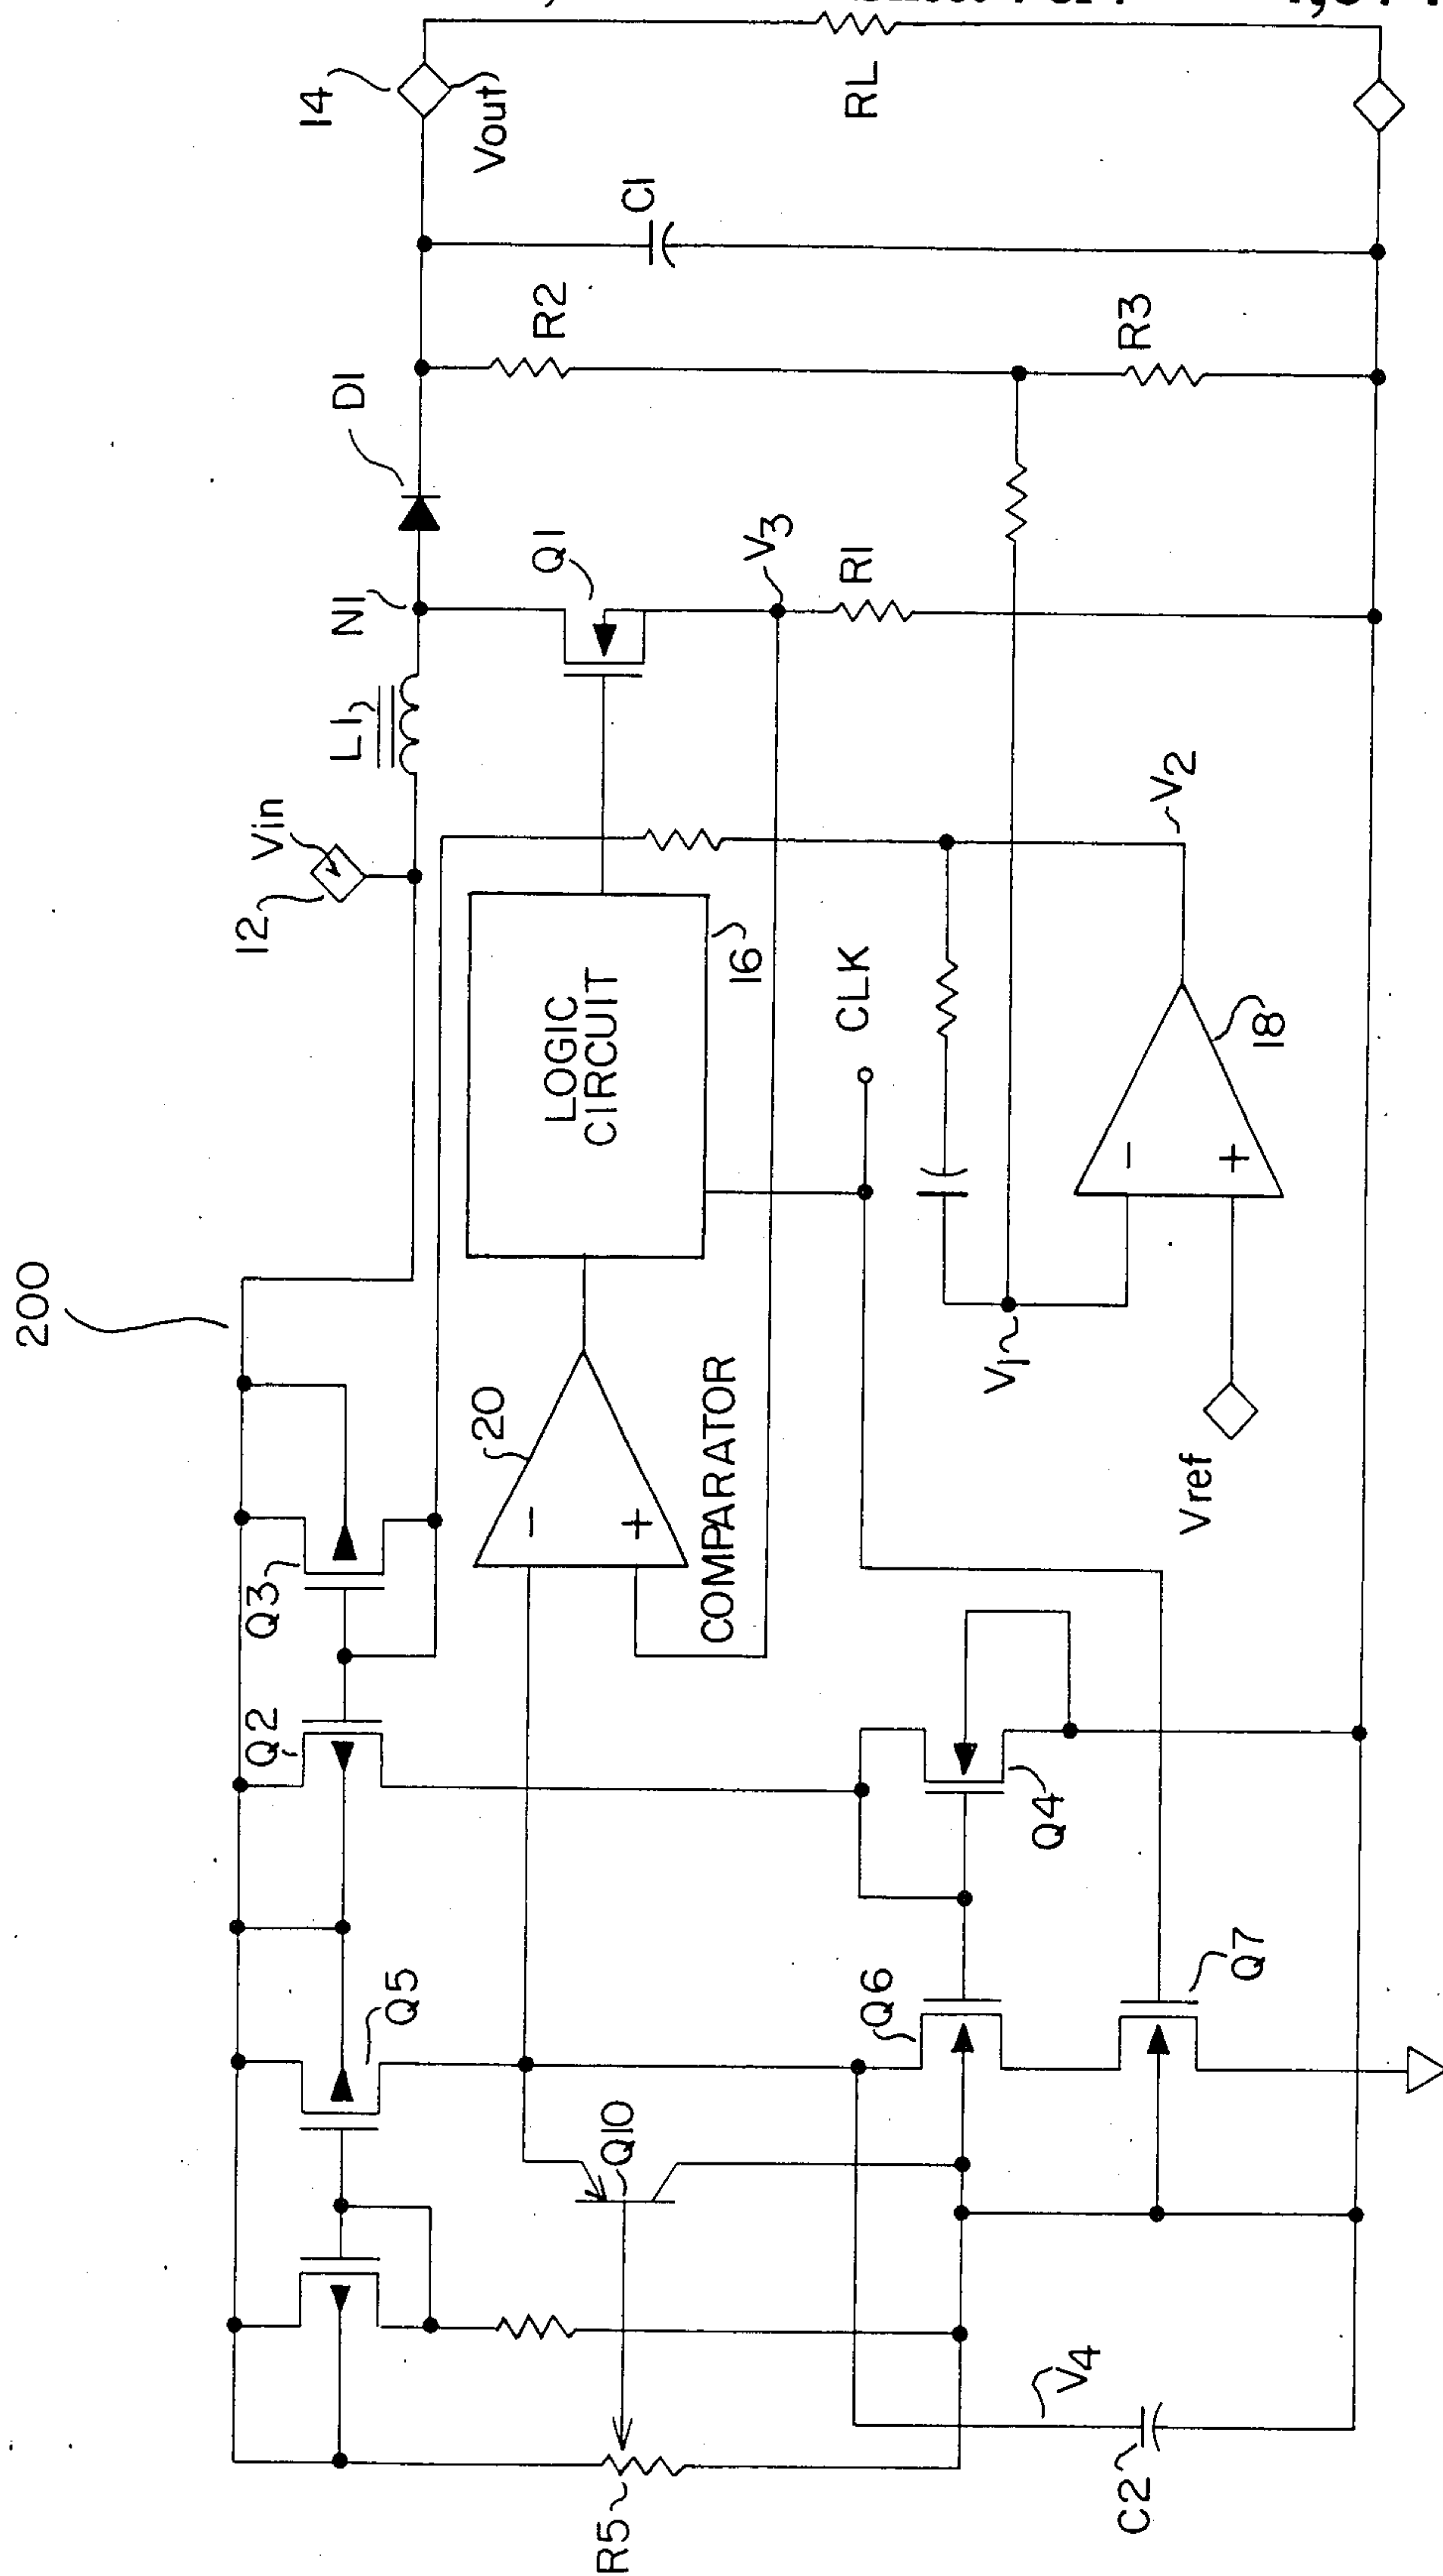 200
12
Vin
L1
N1
D1
14
Vout
Q3
Q2
Q5
Q10
R5
20
COMPARATOR
-
+
LOGIC
CIRCUIT
16
Q1
V3
R1
R2
R3
C1
RL
CLK
V2
18
-
+
V1
Vref
Q4
Q6
Q7
V4
C2